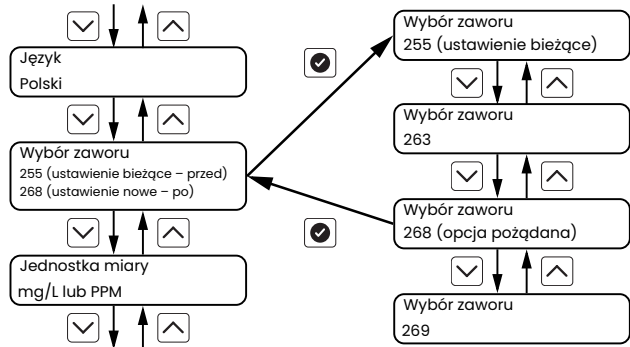 Język
Polski
Wybór zaworu
255 (ustawienie bieżące – przed)
268 (ustawienie nowe – po)
Jednostka miary
mg/L lub PPM
Wybór zaworu
255 (ustawienie bieżące)
Wybór zaworu
263
Wybór zaworu
268 (opcja pożądana)
Wybór zaworu
269